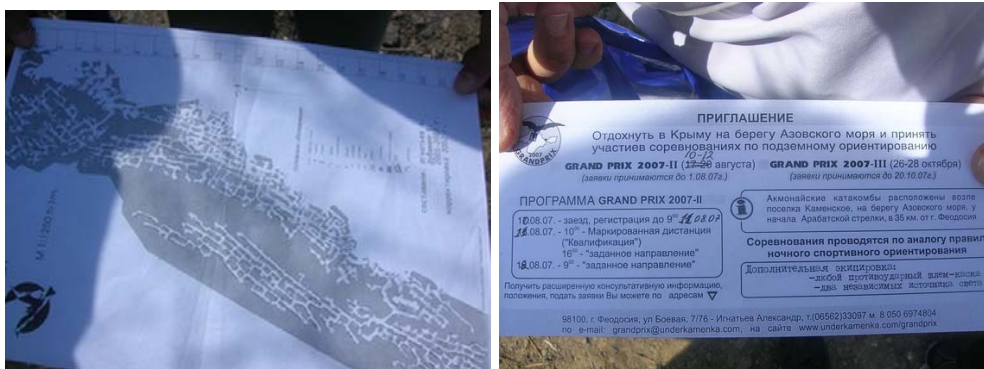 М 1:1200
2007
GRANDPRIX
ПРИГЛАШЕНИЕ
Отдохнуть в Крыму на берегу Азовского моря и принять
участиев соревнованиях по подземному ориентированию
10-12
GRAND PRIX 2007-II (17-20 августа) GRAND PRIX 2007-III (26-28 октября)
(заявки принимаются до 1.08.07г.) (заявки принимаются до 20.10.07г.)
ПРОГРАММА GRAND PRIX 2007-II
10.08.07. - заезд, регистрация до 9⁰⁰ 11.08.07
11.08.07. - 10⁰⁰ - Маркированная дистанция
("Квалификация")
16⁰⁰ - "заданное направление"
12.08.07. - 9⁰⁰ - "заданное направление"
Получить расширенную консультативную информацию,
положения, подать заявки Вы можете по адресам
Акмонайские катакомбы расположены возле
поселка Каменское, на берегу Азовского моря, у
начала Арабатской стрелки, в 35 км. от г. Феодосия
Соревнования проводятся по аналогу правил
ночного спортивного ориентирования
Дополнительная экипировка:
-любой противоударный шлем-каска
-два независимых источника света
98100, г. Феодосия, ул Боевая, 7/76 - Игнатьев Александр, т.(06562)33097 м. 8 050 6974804
по e-mail: grandprix@underkamenka.com, на сайте www.underkamenka.com/grandprix